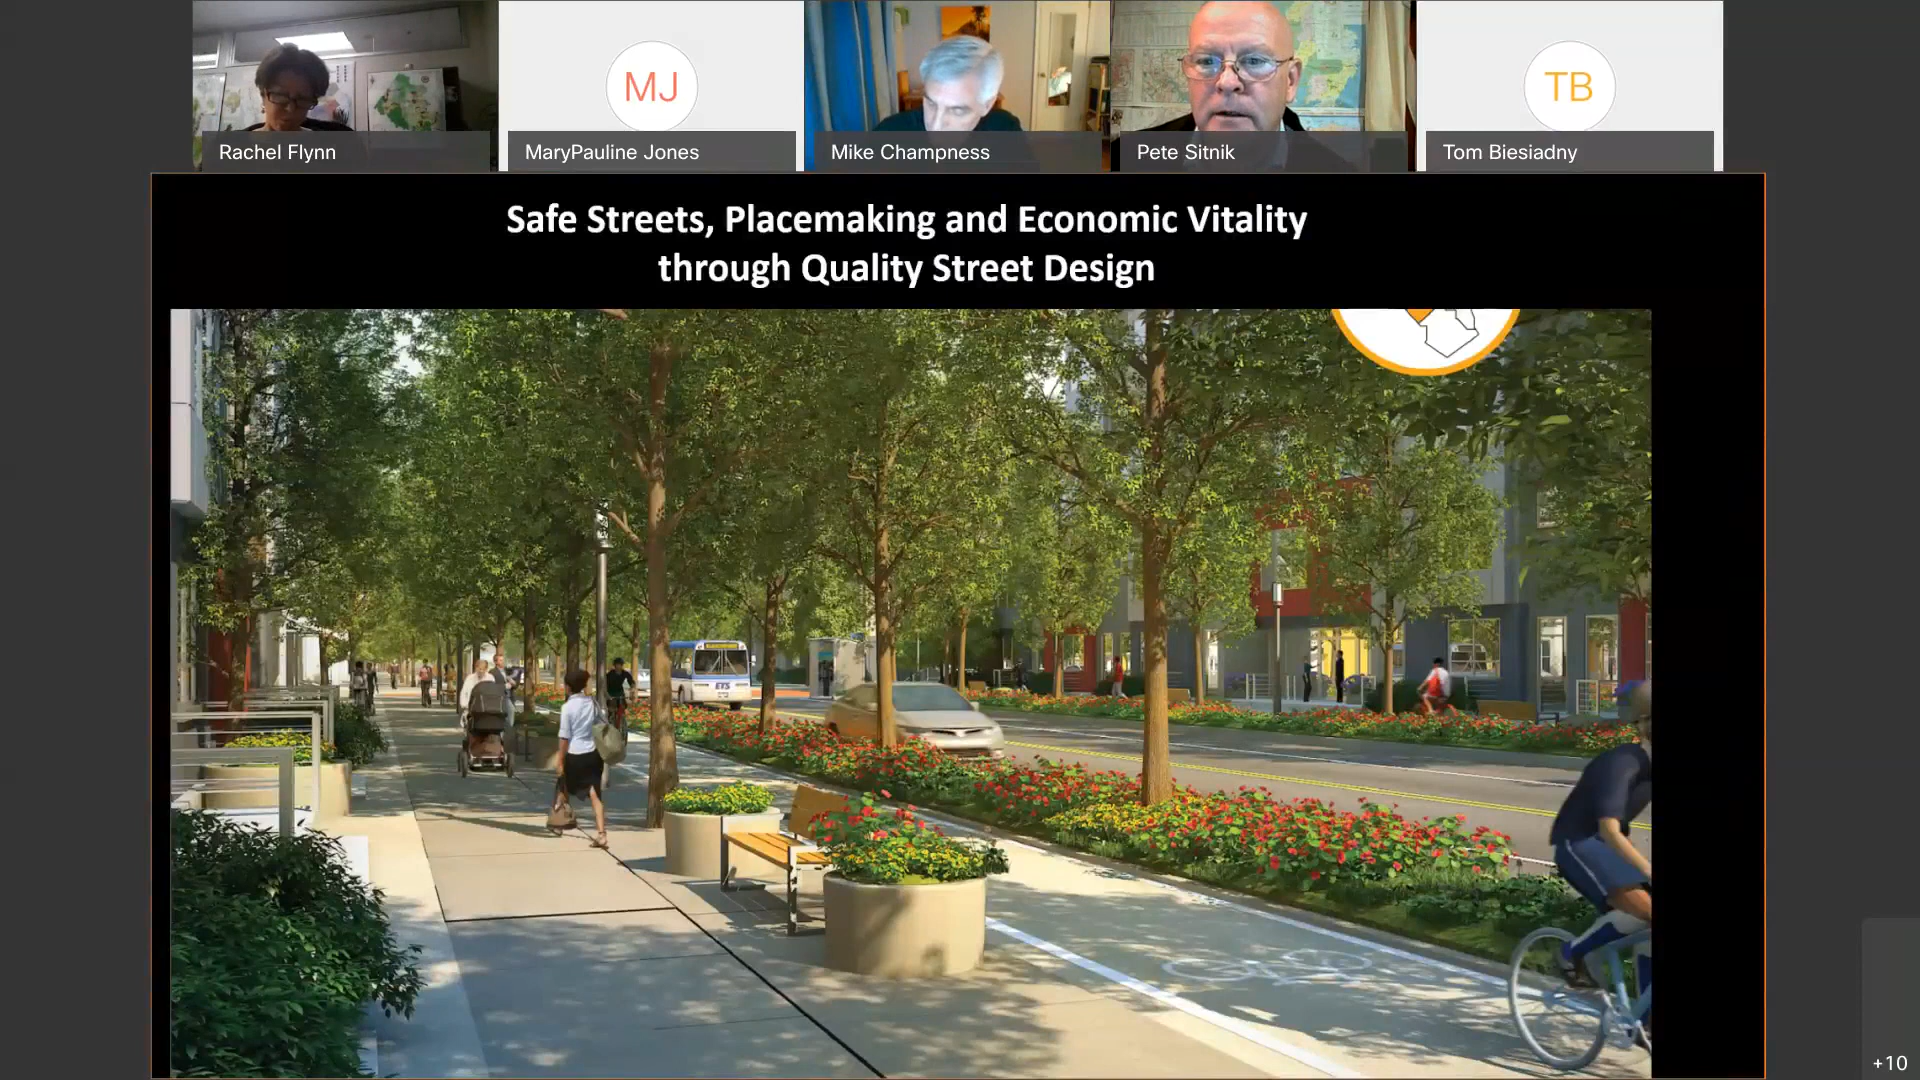 MJ
TB
Rachel Flynn
MaryPauline Jones
Mike Champness
Pete Sitnik
Tom Biesiadny
Safe Streets, Placemaking and Economic Vitality
through Quality Street Design
ETS
+10